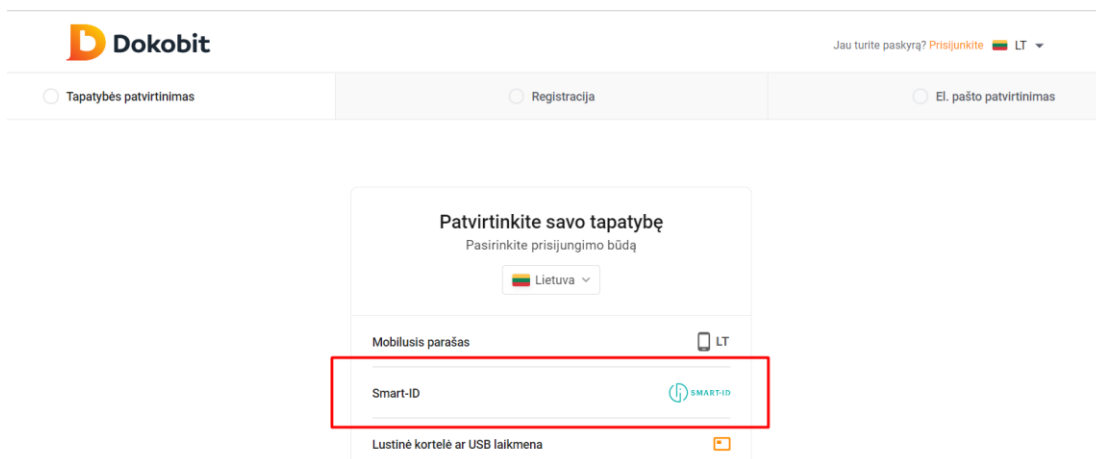 Dokobit
Jau turite paskyrą? Prisijunkite LT
Tapatybės patvirtinimas
Registracija
El. pašto patvirtinimas
Patvirtinkite savo tapatybę
Pasirinkite prisijungimo būdą
Lietuva
Mobilusis parašas LT
Smart-ID SMART-ID
Lustinė kortelė ar USB laikmena